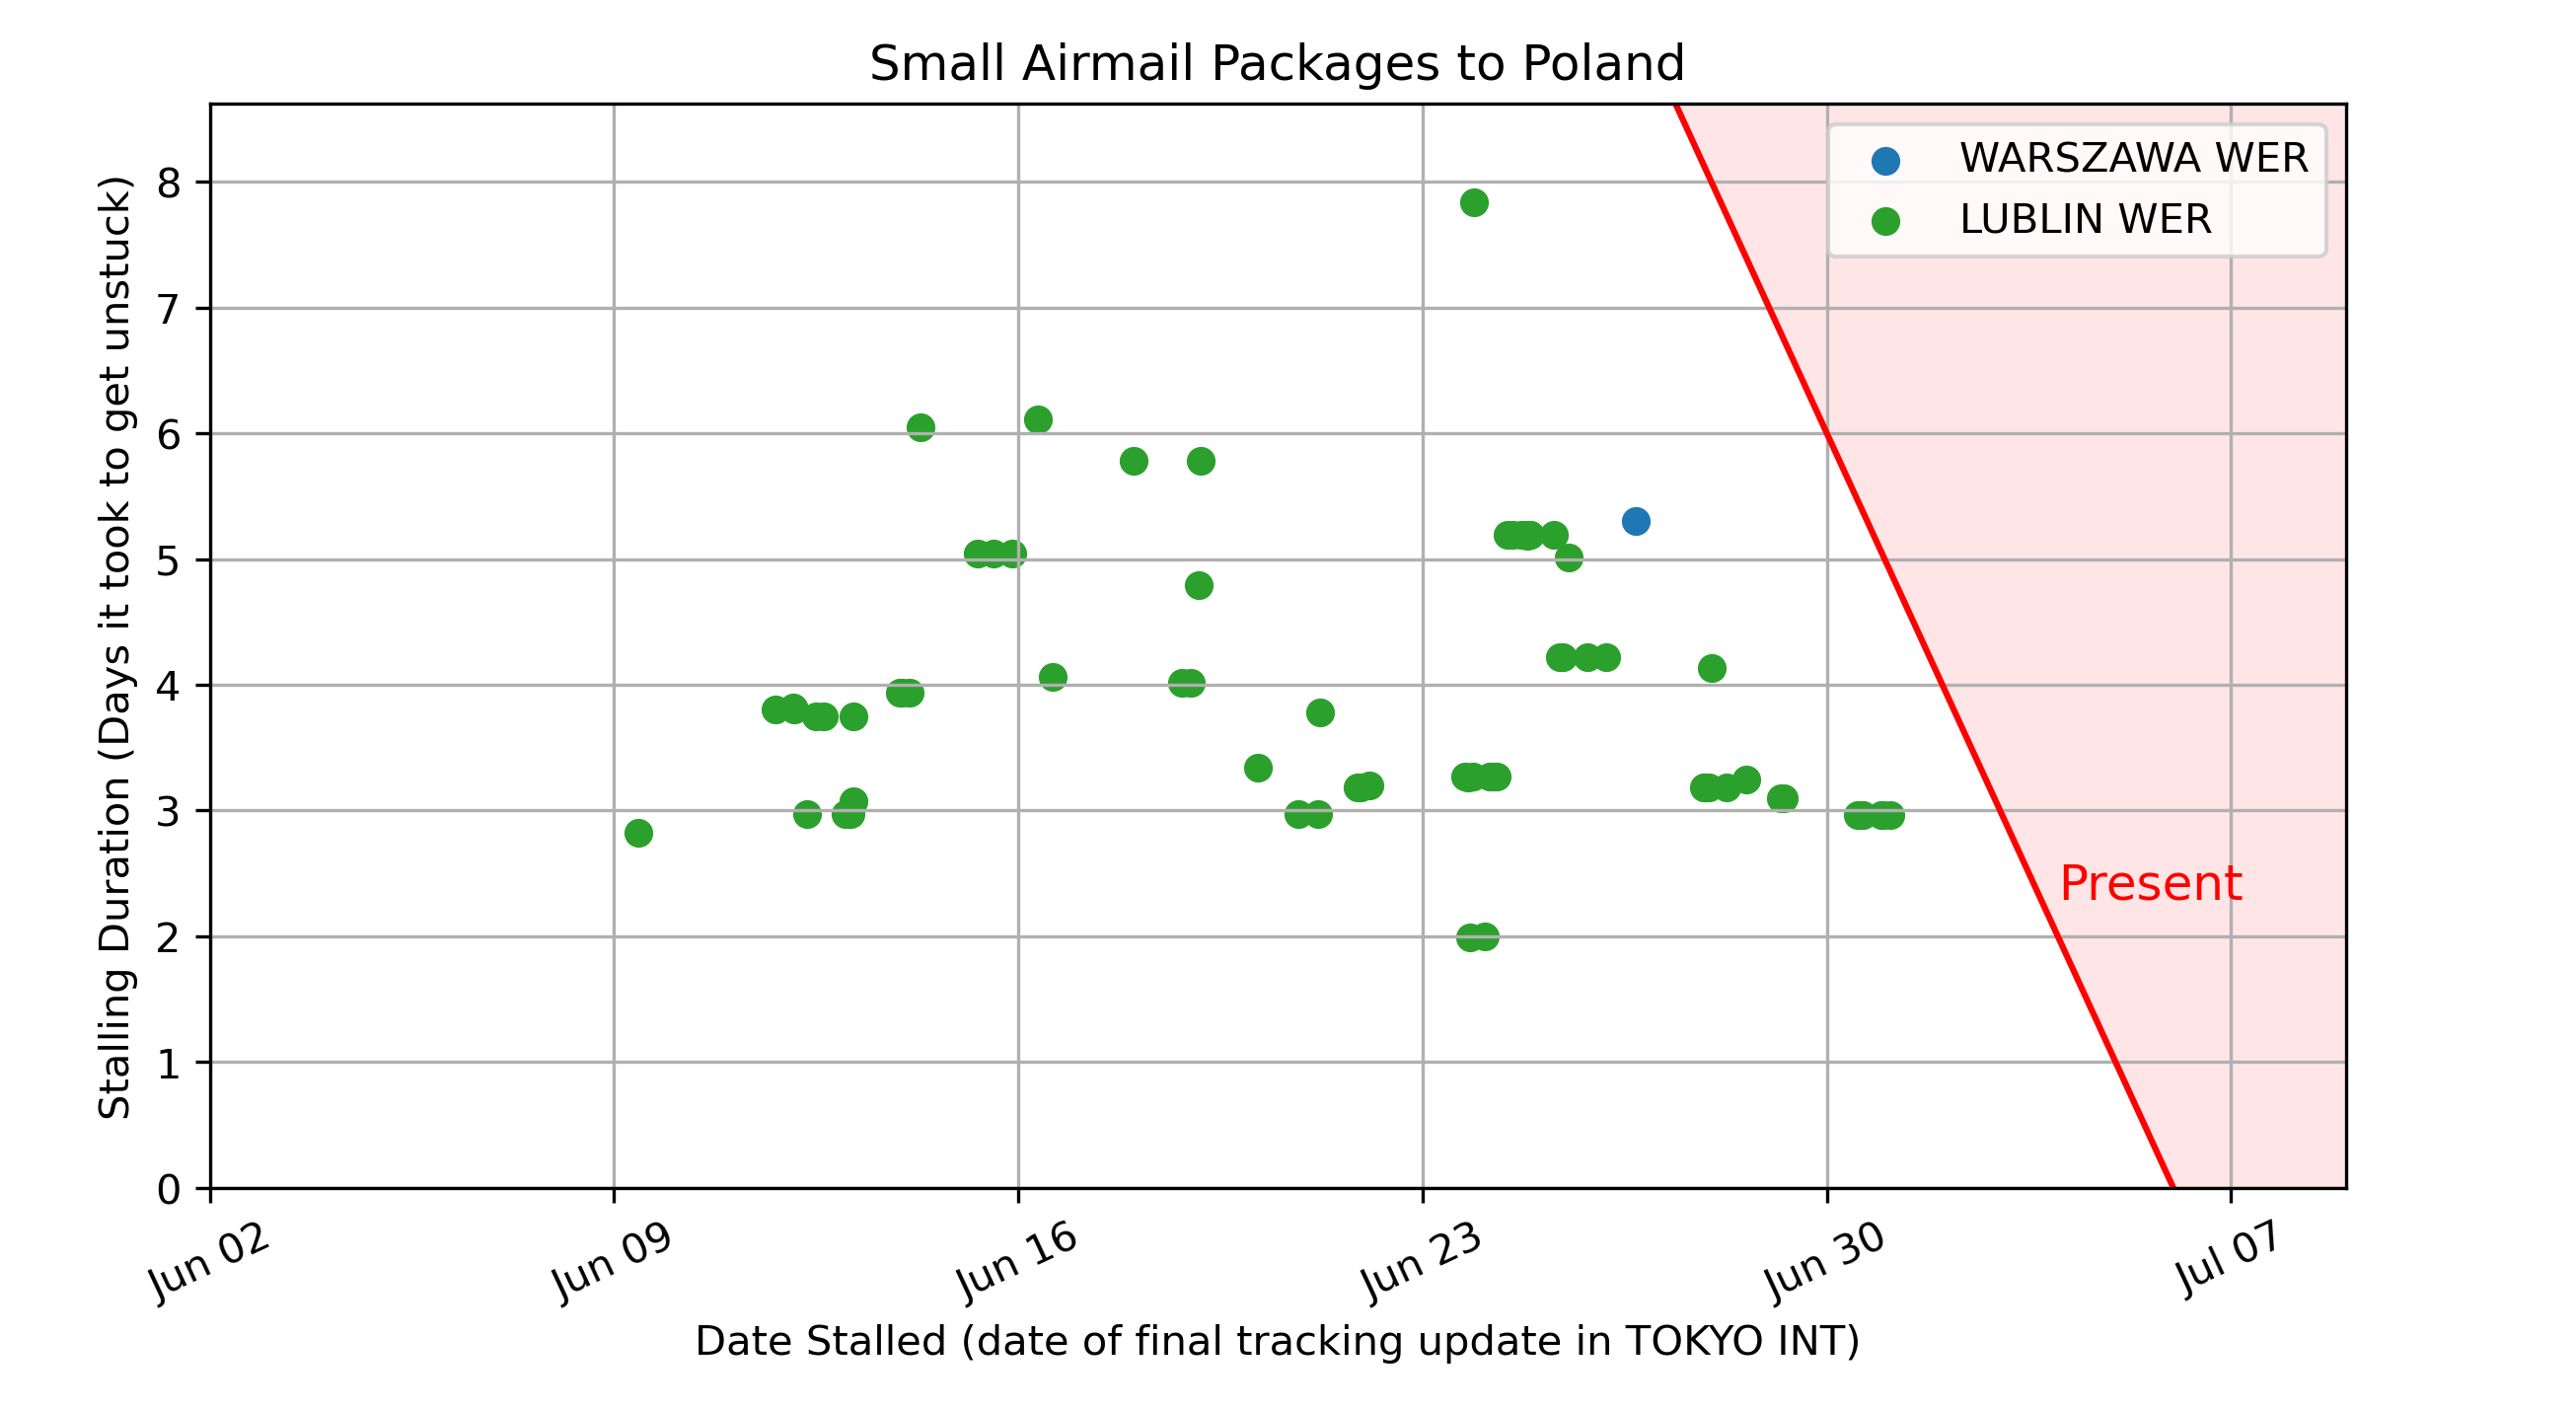 Small Airmail Packages to Poland
WARSZAWA WER
LUBLIN WER
Present
Stalling Duration (Days it took to get unstuck)
8
7
6
5
4
3
2
1
0
Jun 02
Jun 09
Jun 16
Jun 23
Jun 30
Jul 07
Date Stalled (date of final tracking update in TOKYO INT)